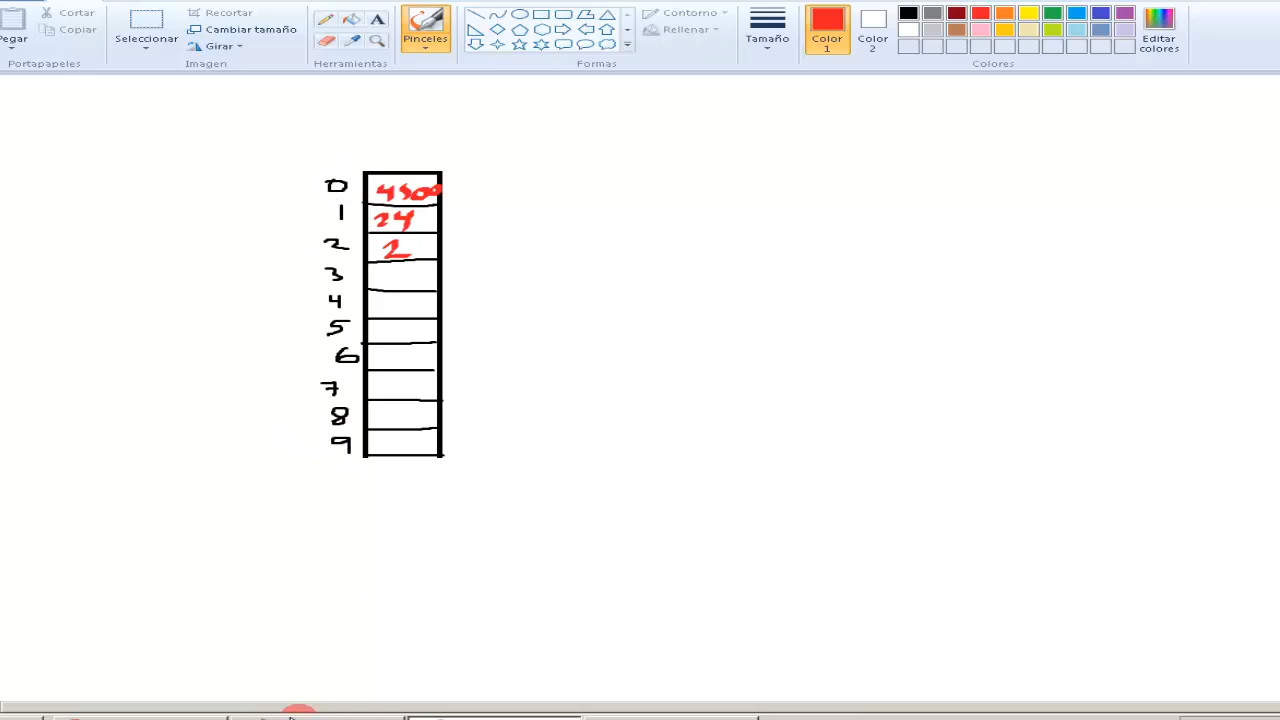 Pegar
Cortar
Copiar
Portapapeles
Seleccionar
Recortar
Cambiar tamaño
Girar
Imagen
A
Herramientas
Pinceles
Contorno
Rellenar
Formas
Tamaño
Color 1
Color 2
Editar colores
Colores
0 4500
1 24
2 2
3
4
5
6
7
8
9